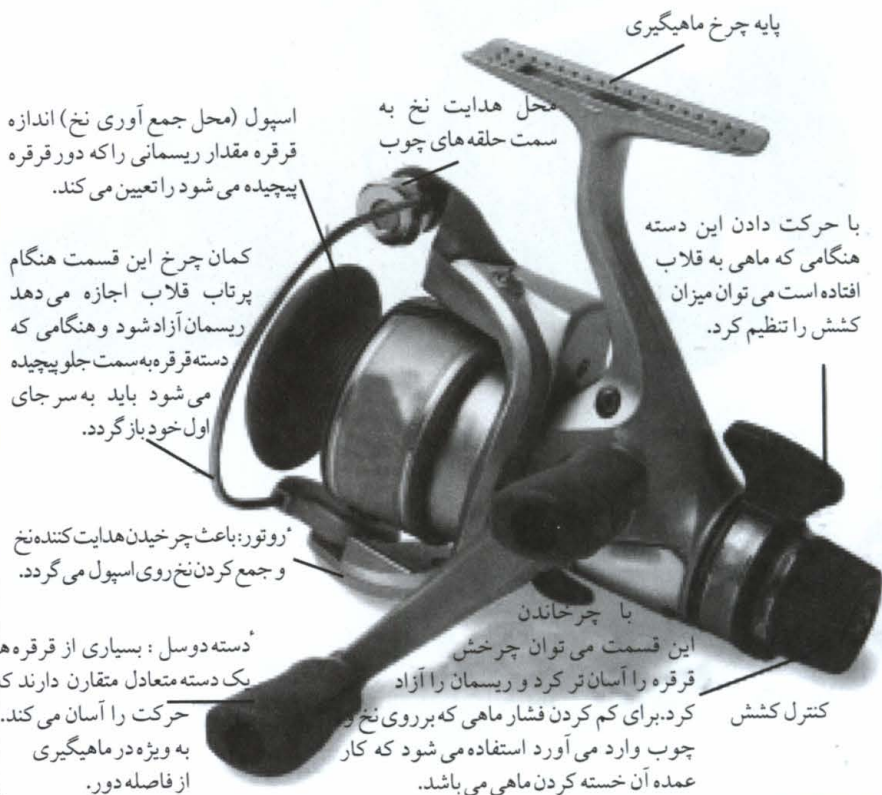 پایه چرخ ماهیگیری
محل هدایت نخ به
سمت حلقه‌های چوب
اسپول (محل جمع آوری نخ) اندازه
قرقره مقدار ریسمانی را که دور قرقره
پیچیده می شود را تعیین می کند.
با حرکت دادن این دسته
هنگامی که ماهی به قلاب
افتاده است می توان میزان
کشش را تنظیم کرد.
کمان چرخ این قسمت هنگام
پرتاب قلاب اجازه می دهد
ریسمان آزاد شود و هنگامی که
دسته قرقره به سمت جلو پیچیده
می شود باید به سر جای
اول خود باز گردد.
روتور: باعث چرخیدن هدایت کننده نخ
و جمع کردن نخ روی اسپول می گردد.
با چرخاندن
این قسمت می توان چرخش
قرقره را آسان تر کرد و ریسمان را آزاد
کرد. برای کم کردن فشار ماهی که بر روی نخ و
چوب وارد می آورد استفاده می شود که کار
عمده آن خسته کردن ماهی می باشد.
کنترل کشش
دسته دوسل : بسیاری از قرقره
یک دسته متعادل متقارن دارند
حرکت را آسان می کند.
به ویژه در ماهیگیری
از فاصله دور.